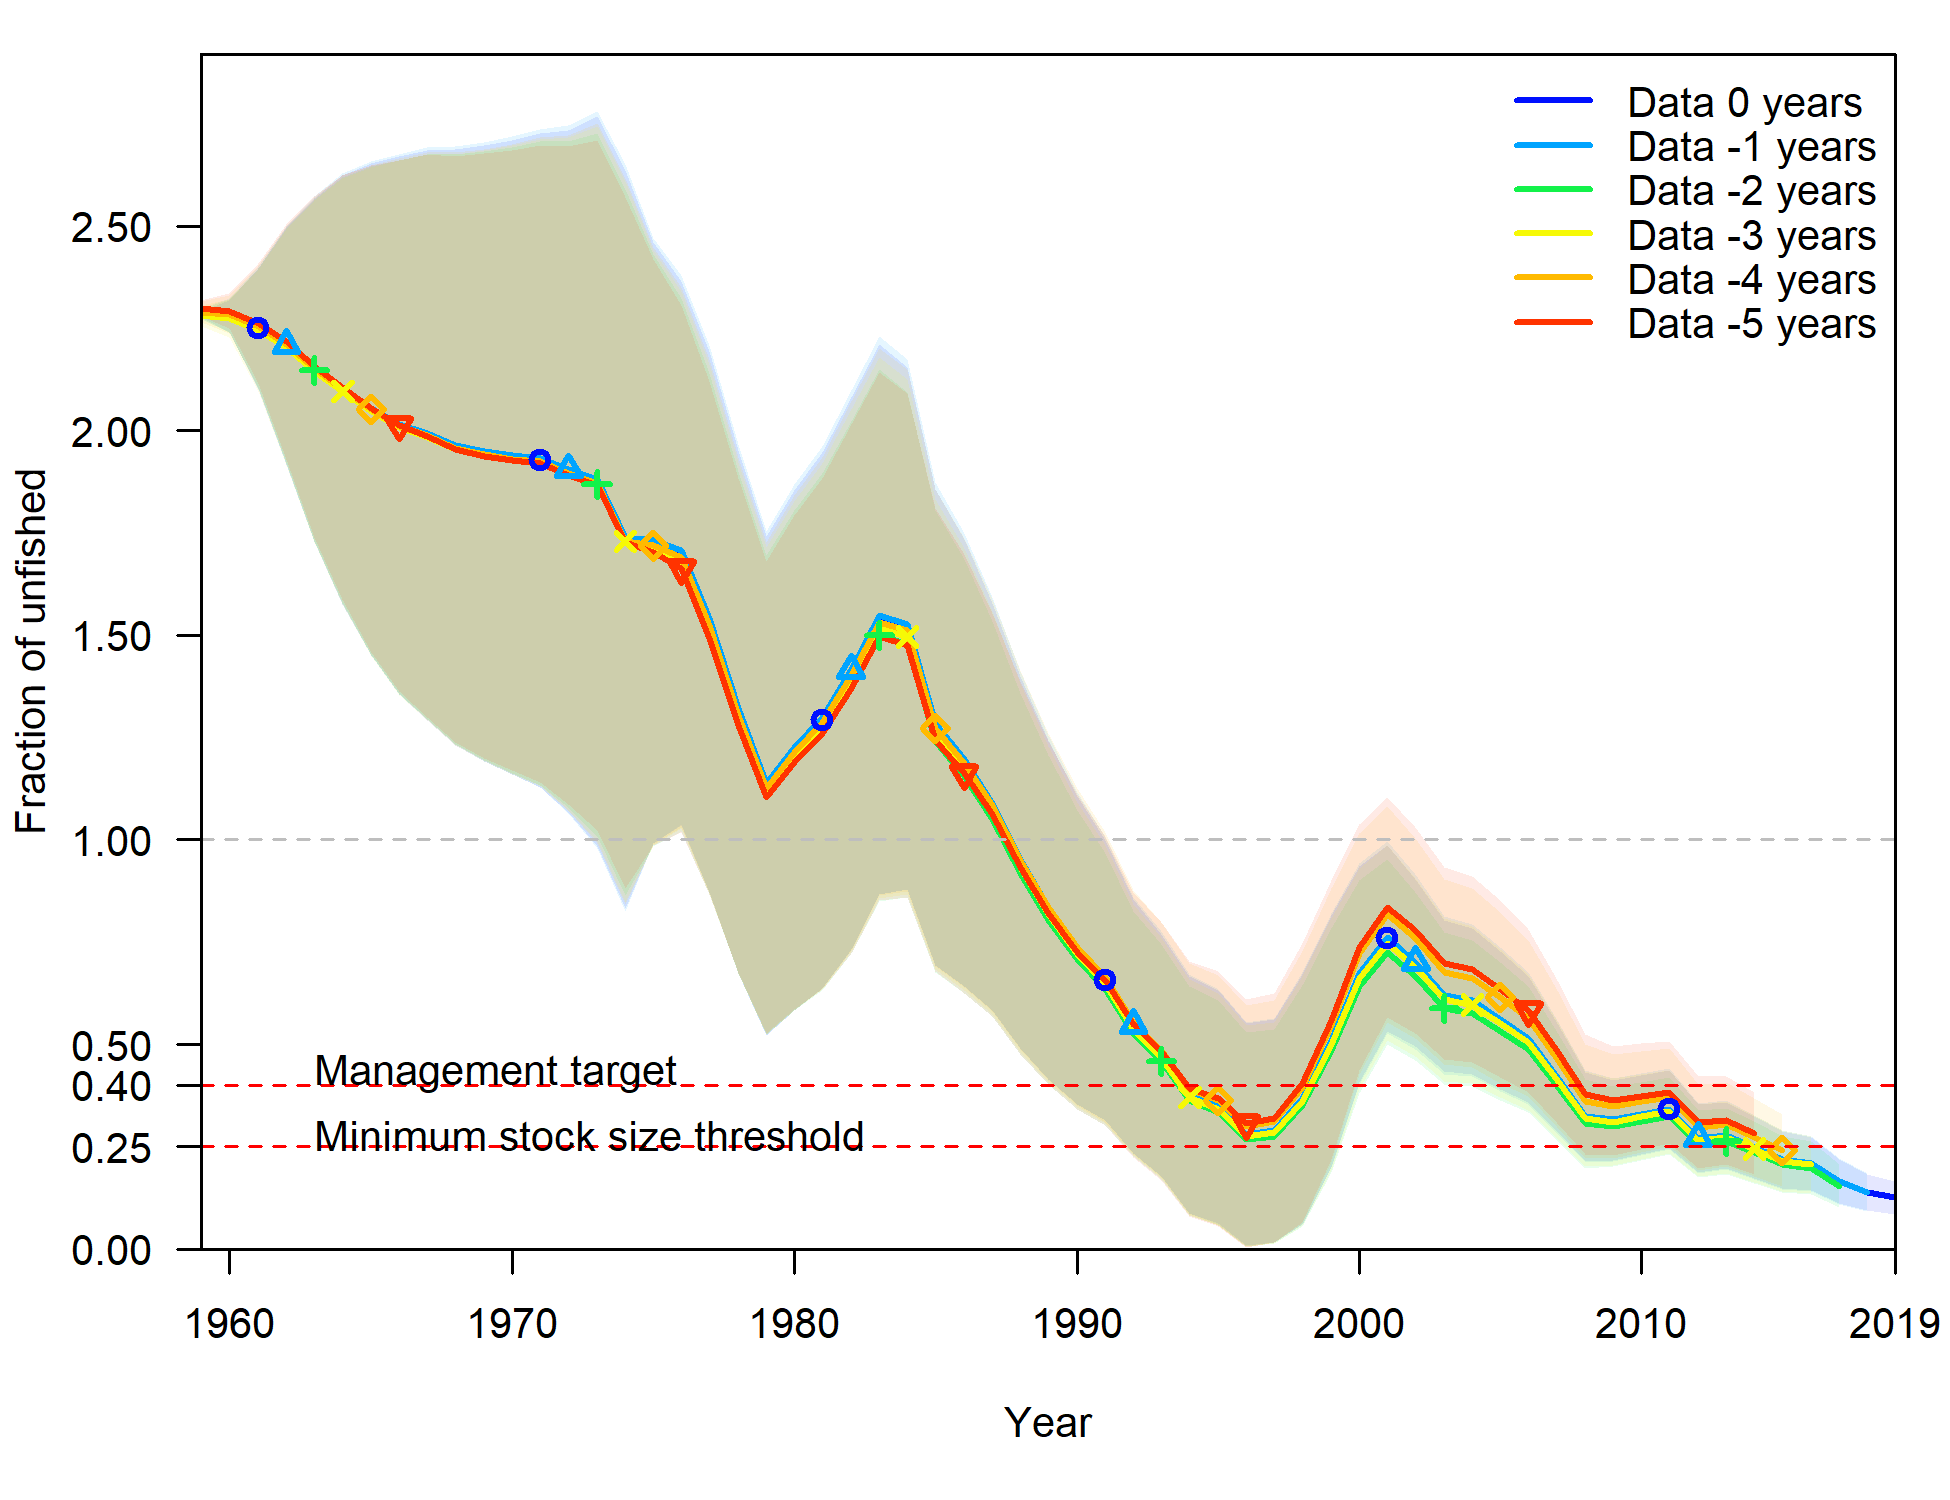 Data 0 years
Data -1 years
Data -2 years
Data -3 years
Data -4 years
Data -5 years
2.50
2.00
1.50
1.00
0.50
0.40
0.25
0.00
Fraction of unfished
Management target
Minimum stock size threshold
1960
1970
1980
1990
2000
2010
2019
Year